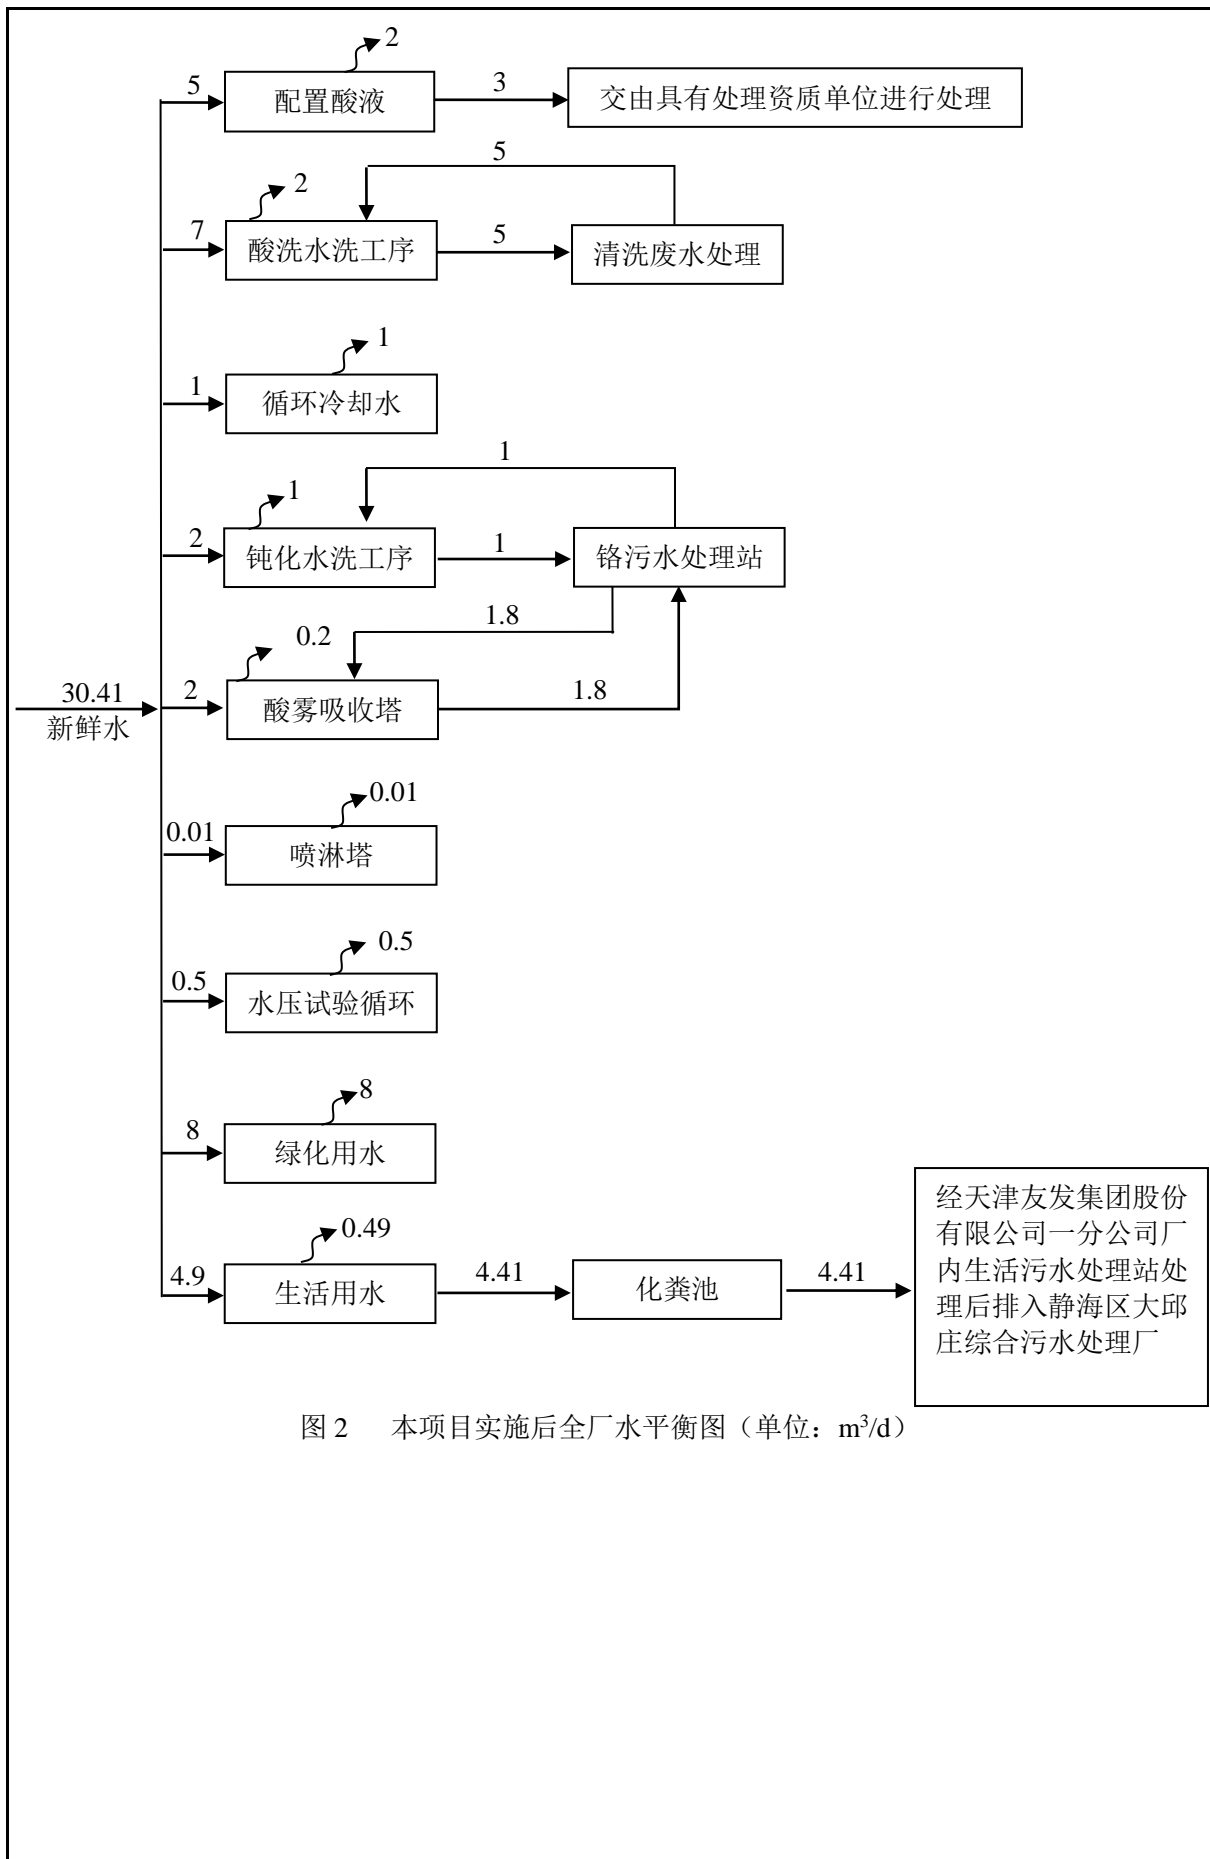 2
5
配置酸液
3
交由具有处理资质单位进行处理
5
2
7
酸洗水洗工序
5
清洗废水处理
1
1
循环冷却水
1
1
2
钝化水洗工序
1
铬污水处理站
1.8
0.2
30.41
新鲜水
2
酸雾吸收塔
1.8
0.01
0.01
喷淋塔
0.5
0.5
水压试验循环
8
8
绿化用水
0.49
4.9
生活用水
4.41
化粪池
4.41
经天津友发集团股份
有限公司一分公司厂
内生活污水处理站处
理后排入静海区大邱
庄综合污水处理厂
图 2 本项目实施后全厂水平衡图（单位：m³/d）